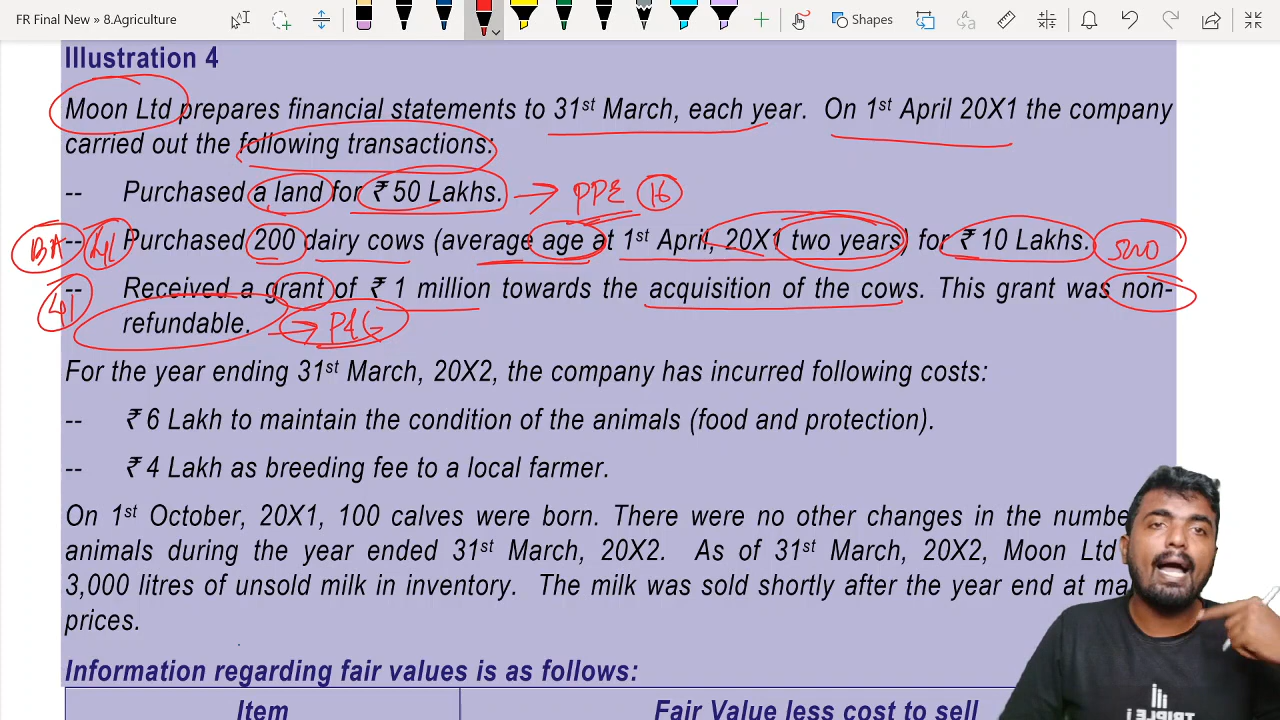 FR Final New » 8.Agriculture
Shapes
Illustration 4
Moon Ltd prepares financial statements to 31st March, each year. On 1st April 20X1 the company
carried out the following transactions:
-- Purchased a land for ₹ 50 Lakhs. → PPE 16
BA 41 -- Purchased 200 dairy cows (average age at 1st April, 20X1 two years) for ₹ 10 Lakhs. 5000
41 -- Received a grant of ₹ 1 million towards the acquisition of the cows. This grant was non-
refundable. → P&G
For the year ending 31st March, 20X2, the company has incurred following costs:
-- ₹ 6 Lakh to maintain the condition of the animals (food and protection).
-- ₹ 4 Lakh as breeding fee to a local farmer.
On 1st October, 20X1, 100 calves were born. There were no other changes in the numbe
animals during the year ended 31st March, 20X2. As of 31st March, 20X2, Moon Ltd
3,000 litres of unsold milk in inventory. The milk was sold shortly after the year end at ma
prices.
Information regarding fair values is as follows:
Item Fair Value less cost to sell
TRIPLE i